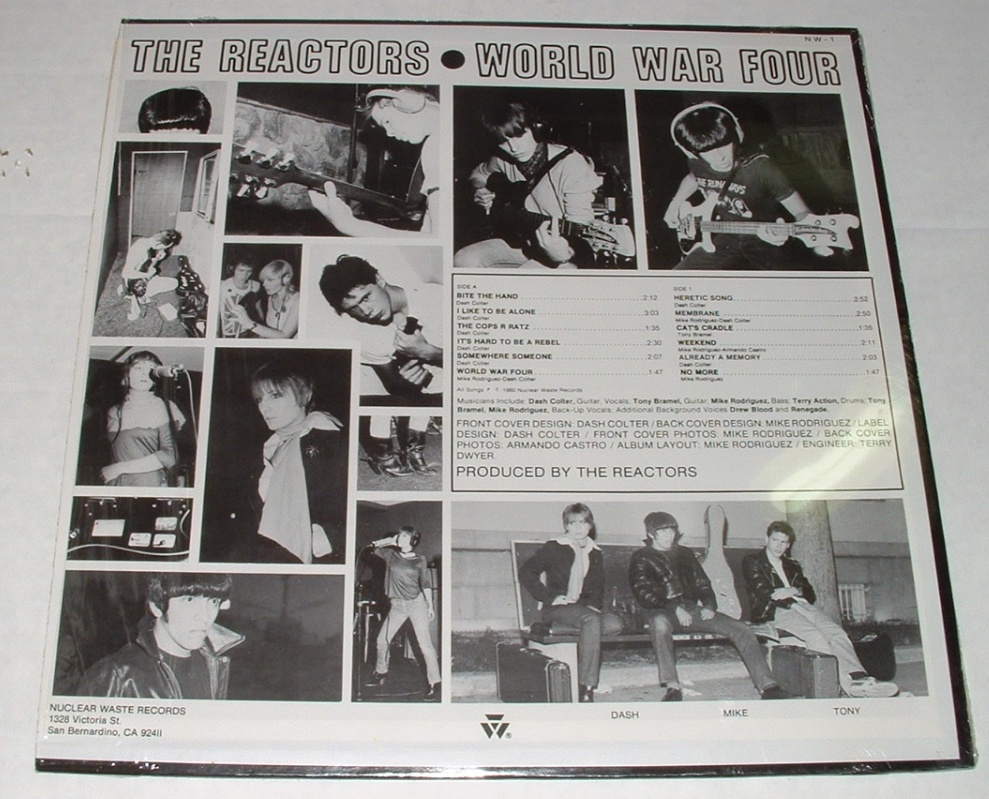 NW-1
THE REACTORS ● WORLD WAR FOUR
SIDE A
BITE THE HAND 2:12
Dash Colter
I LIKE TO BE ALONE 3:03
Dash Colter
THE COPS R RATZ 1:35
Dash Colter
IT'S HARD TO BE A REBEL 2:30
Dash Colter
SOMEWHERE SOMEONE 2:07
Dash Colter
WORLD WAR FOUR 1:47
Mike Rodriguez-Dash Colter
SIDE 1
HERETIC SONG 2:52
Dash Colter
MEMBRANE 2:50
Mike Rodriguez-Dash Colter
CAT'S CRADLE 1:35
Tony Bramel
WEEKEND 2:11
Mike Rodriguez-Armando Castro
ALREADY A MEMORY 2:03
Dash Colter
NO MORE 1:47
Mike Rodriguez
All Songs 1980 Nuclear Waste Records
Musicians Include: Dash Colter, Guitar, Vocals: Tony Bramel, Guitar; Mike Rodriguez, Bass; Terry Action, Drums; Tony
Bramel, Mike Rodriguez, Back-Up Vocals; Additional Background Voices Drew Blood and Renegade.
FRONT COVER DESIGN: DASH COLTER / BACK COVER DESIGN: MIKE RODRIGUEZ / LABEL
DESIGN: DASH COLTER / FRONT COVER PHOTOS: MIKE RODRIGUEZ / BACK COVER
PHOTOS: ARMANDO CASTRO / ALBUM LAYOUT: MIKE RODRIGUEZ / ENGINEER: TERRY
DWYER.
PRODUCED BY THE REACTORS
NUCLEAR WASTE RECORDS
1328 Victoria St.
San Bernardino, CA 92411
®
DASH MIKE TONY